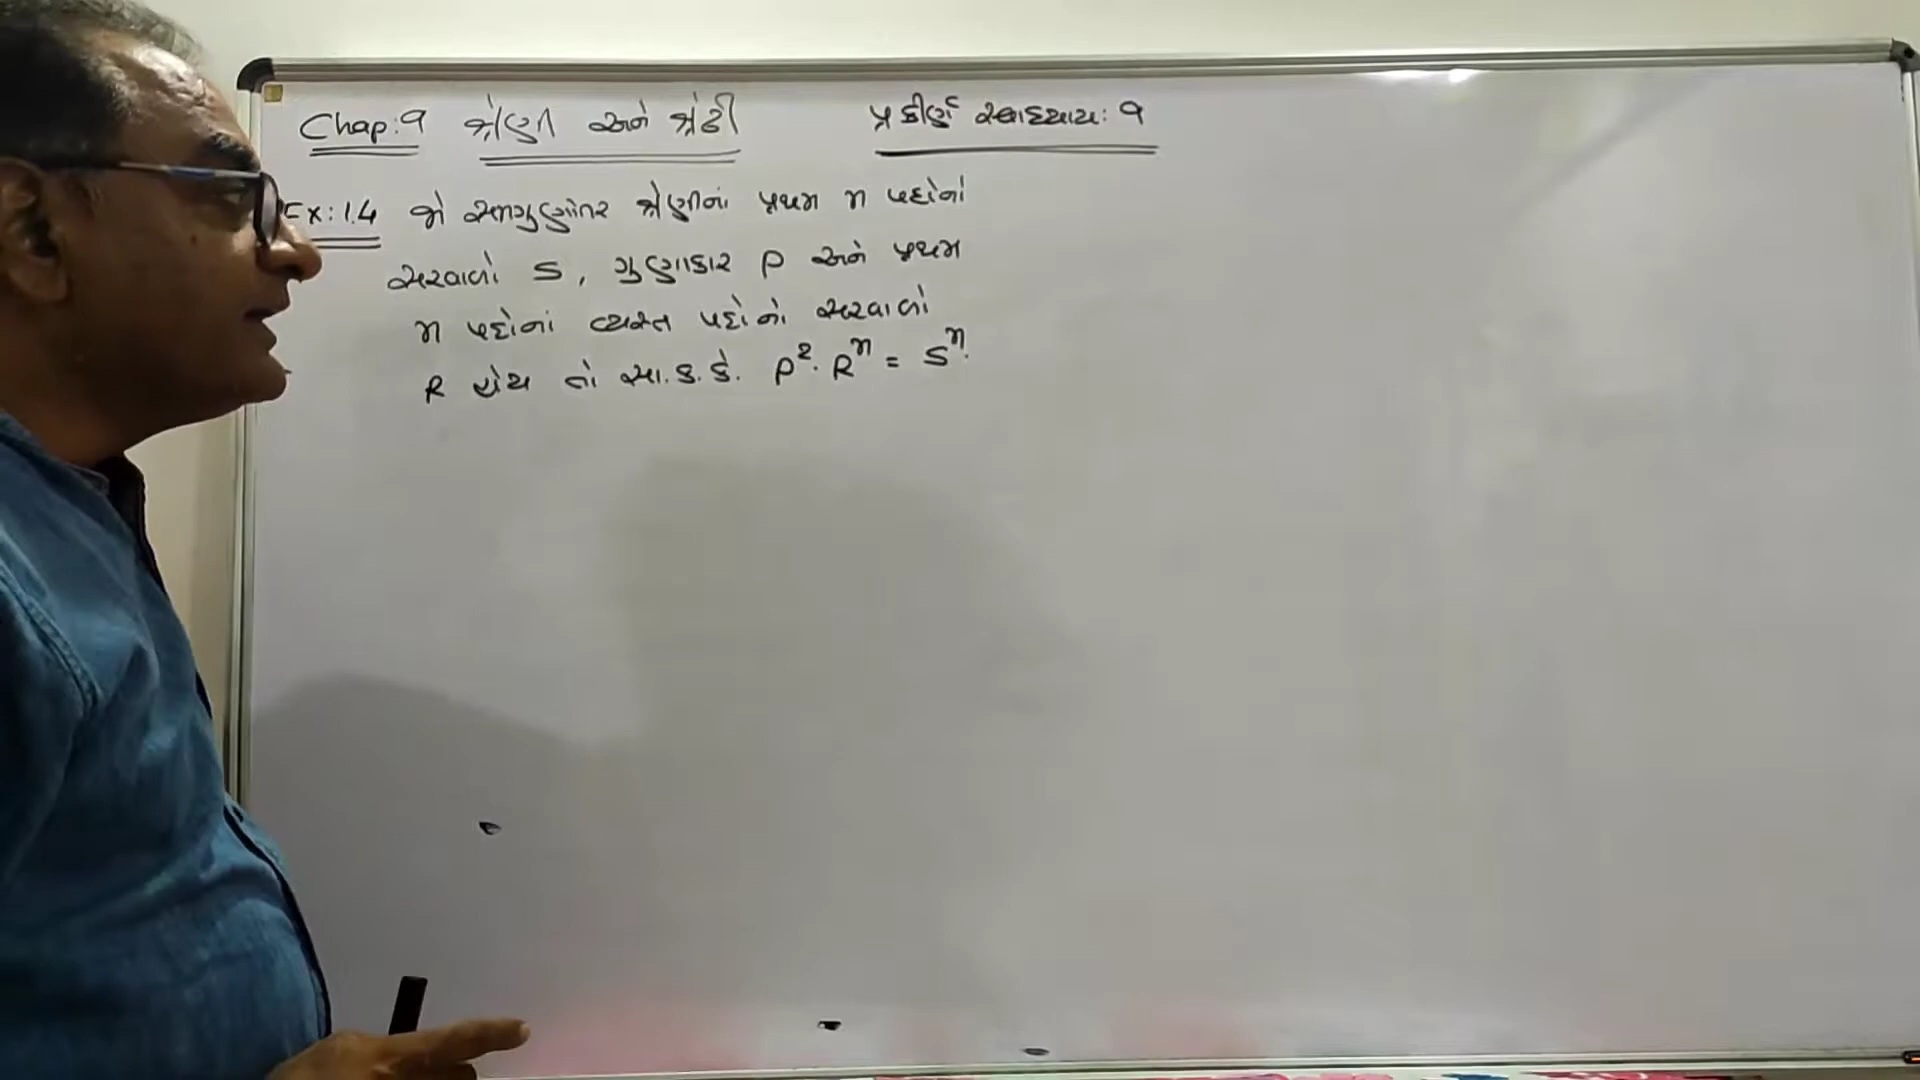 Chap:9 શ્રેણી અને શ્રેઢી
પ્રકીર્ણ સ્વાધ્યાય: 9
Ex: 14 જો સમગુણોત્તર શ્રેણીનાં પ્રથમ n પદોનો
સરવાળો S, ગુણાકાર P અને પ્રથમ
n પદોનાં વ્યસ્ત પદોનો સરવાળો
R હોય તો સા.ક.કે. P². Rⁿ = Sⁿ.